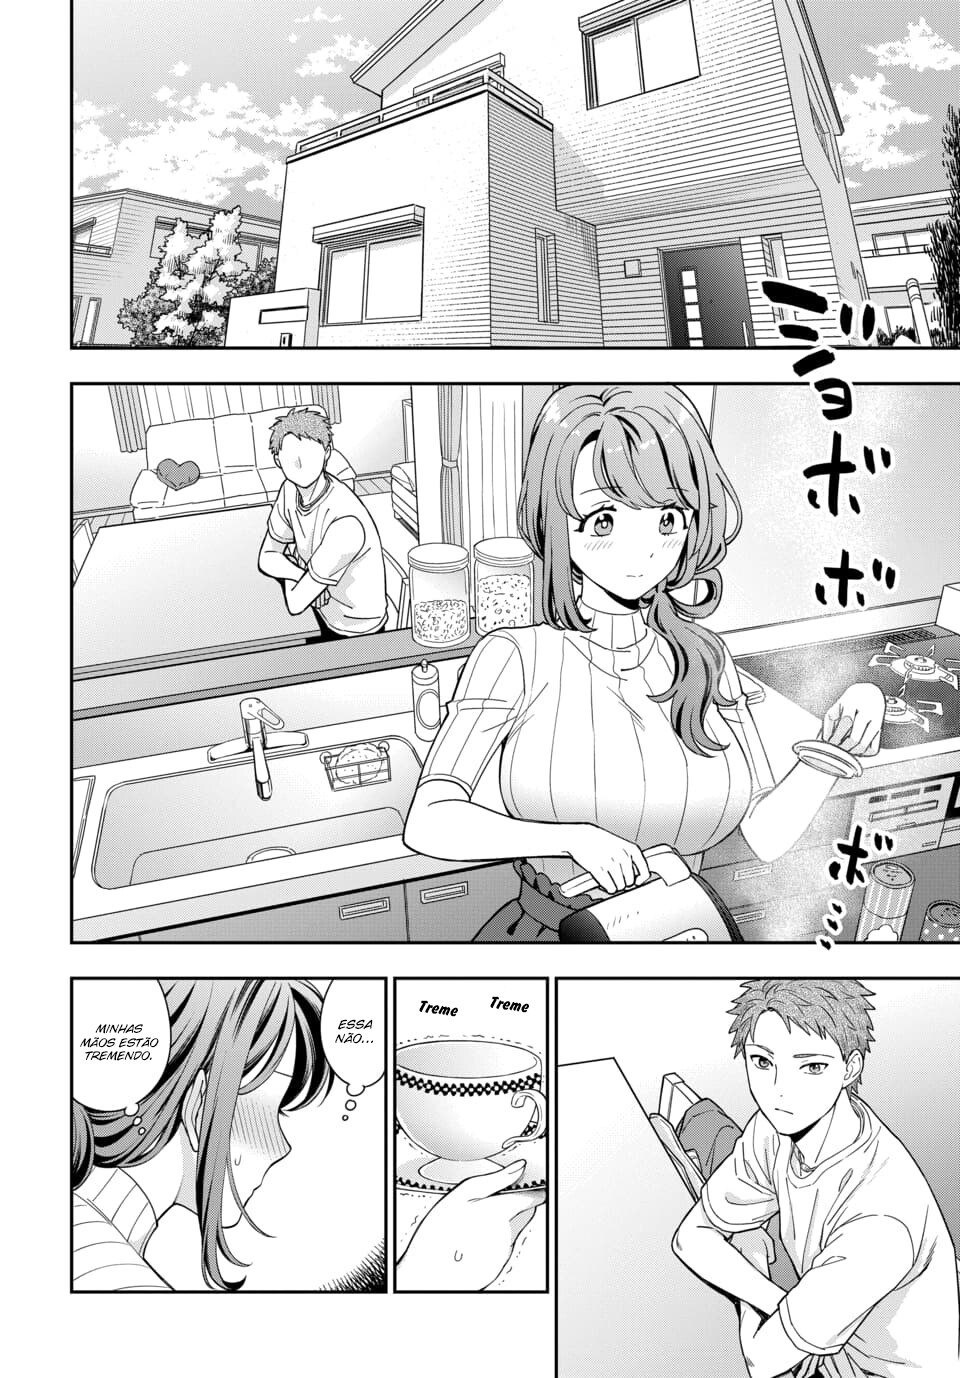 ジョボボボ…
Treme
Treme
ESSA
NÃO...
MINHAS
MÃOS ESTÃO
TREMENDO.